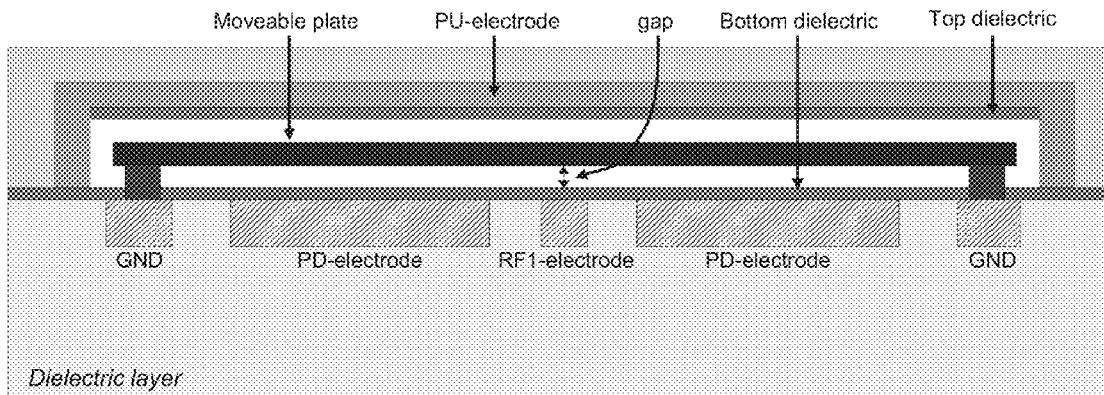 Moveable plate PU-electrode gap Bottom dielectric Top dielectric
GND PD-electrode RF1-electrode PD-electrode GND
Dielectric layer